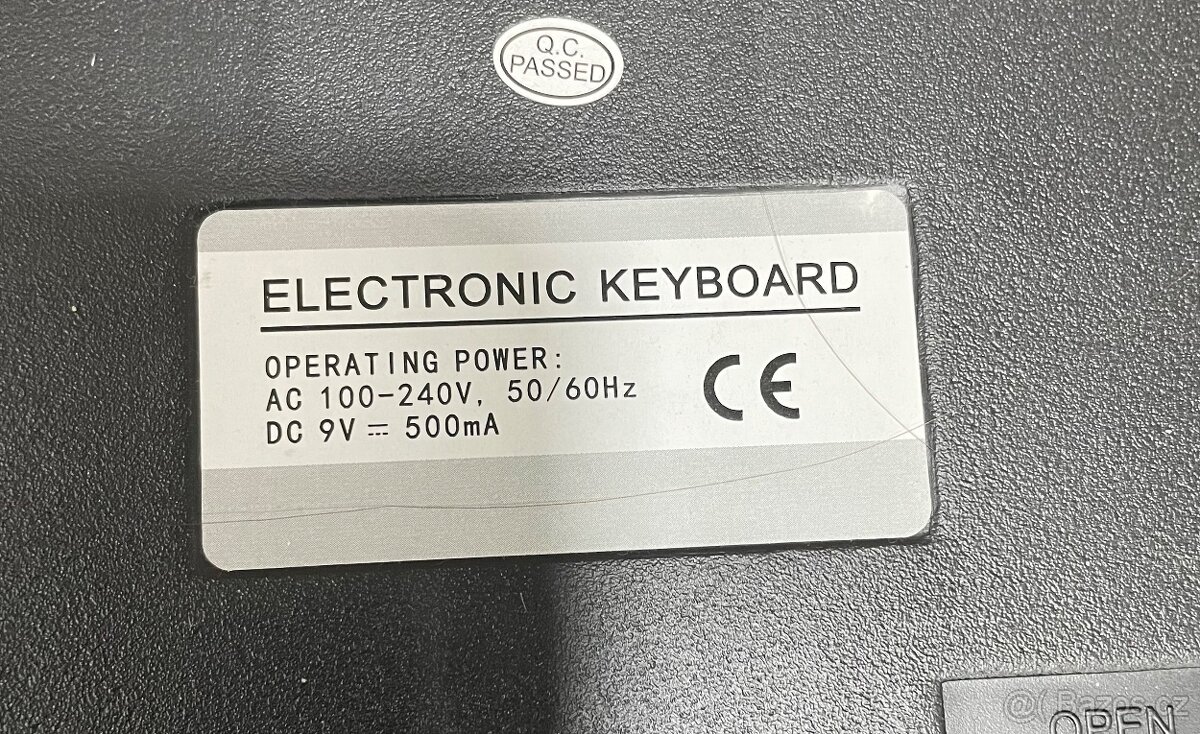 Q.C.
PASSED
ELECTRONIC KEYBOARD
OPERATING POWER:
AC 100-240V, 50/60Hz
DC 9V ⎓ 500mA
CE
OPEN